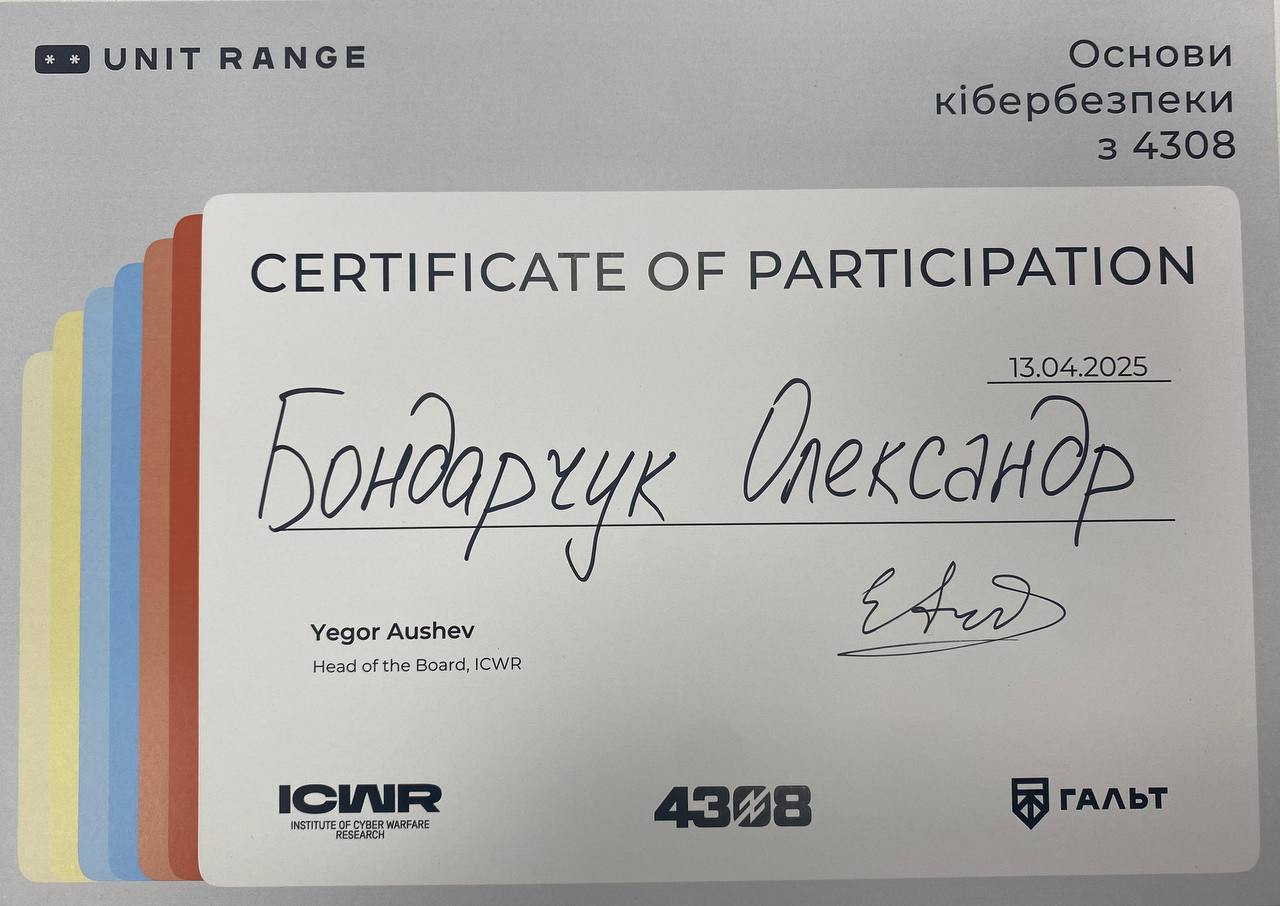 ** UNIT RANGE
Основи
кібербезпеки
з 4308
CERTIFICATE OF PARTICIPATION
13.04.2025
Бондарчук Олександр
Yegor Aushev
Head of the Board, ICWR
ICWR
INSTITUTE OF CYBER WARFARE
RESEARCH
4308
ГАЛЬТ